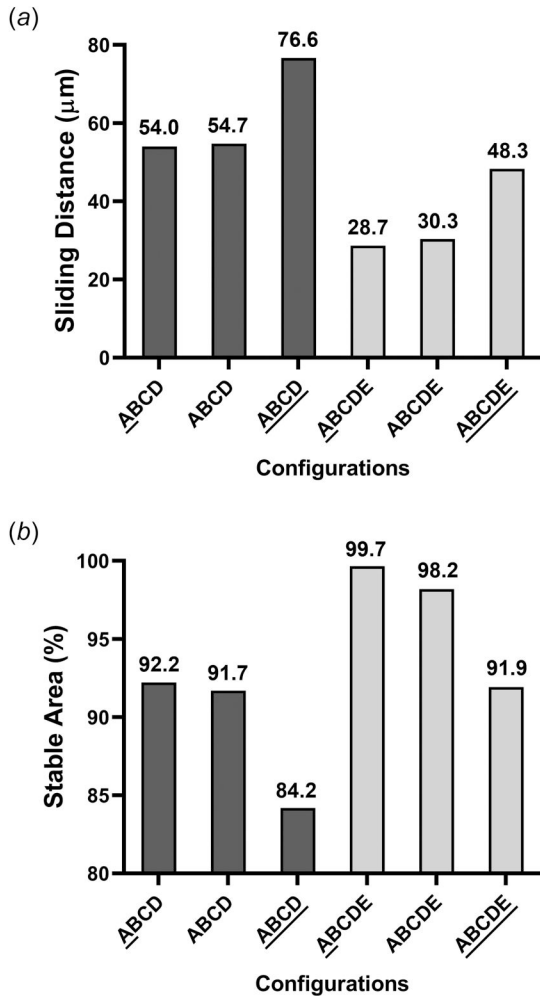 (a)
80
60
40
20
0
Sliding Distance (μm)
54.0 54.7 76.6 28.7 30.3 48.3
ABCD ABCD ABCD ABCDE ABCDE ABCDE
Configurations
(b)
100
95
90
85
80
Stable Area (%)
92.2 91.7 84.2 99.7 98.2 91.9
ABCD ABCD ABCD ABCDE ABCDE ABCDE
Configurations